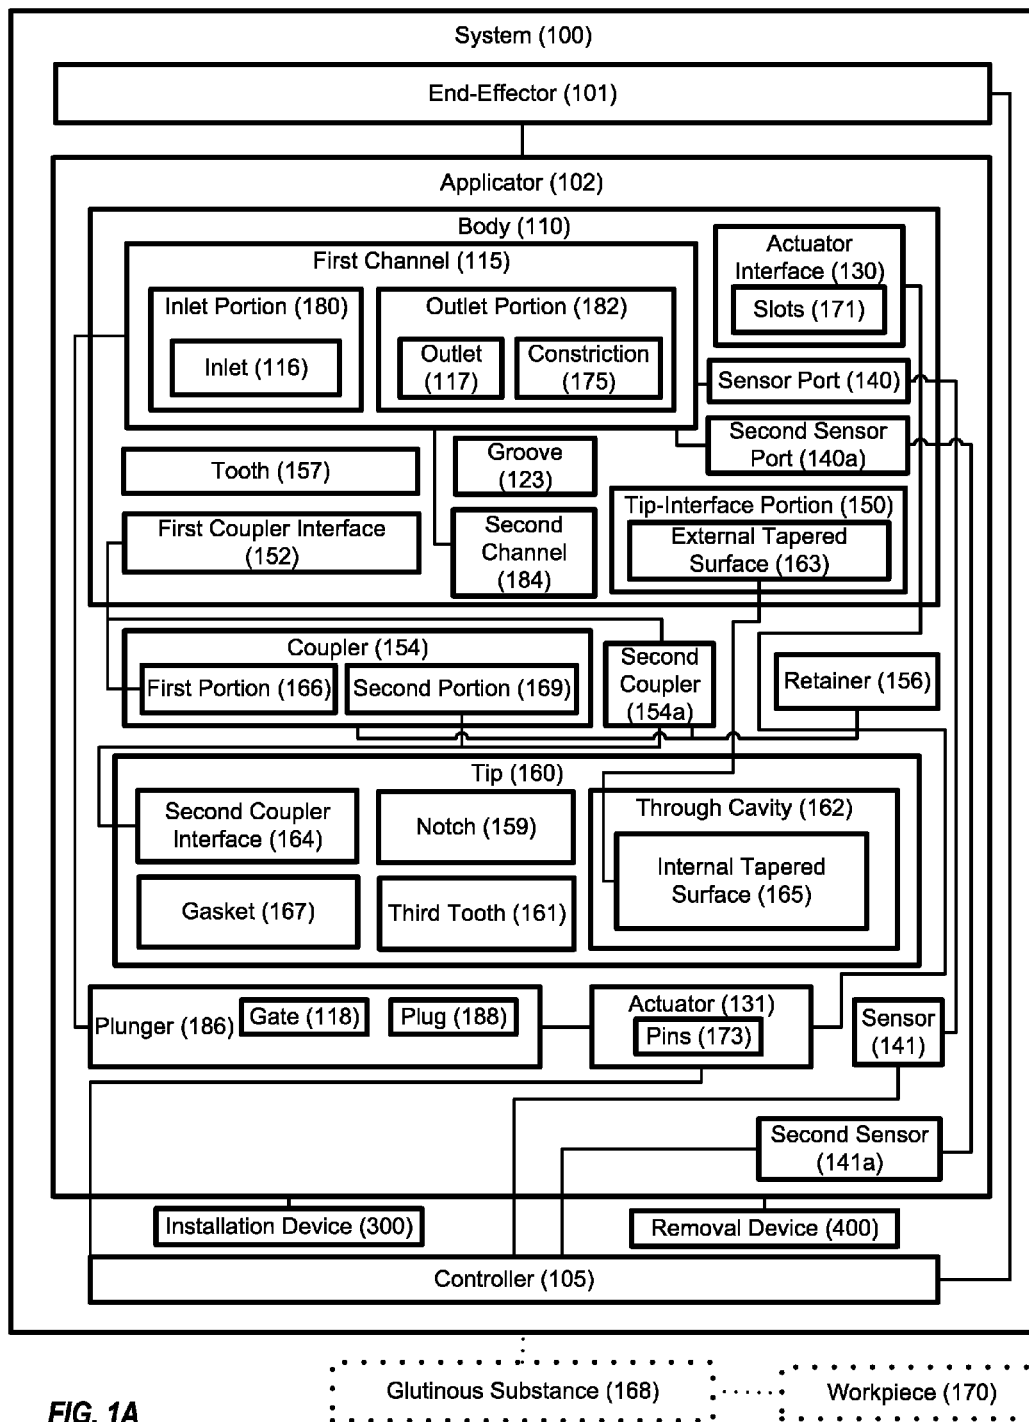 System (100)
End-Effector (101)
Applicator (102)
Body (110)
First Channel (115)
Inlet Portion (180)
Inlet (116)
Outlet Portion (182)
Outlet
(117)
Constriction
(175)
Actuator
Interface (130)
Slots (171)
Sensor Port (140)
Second Sensor
Port (140a)
Tooth (157)
Groove
(123)
First Coupler Interface
(152)
Second
Channel
(184)
Tip-Interface Portion (150)
External Tapered
Surface (163)
Coupler (154)
First Portion (166)
Second Portion (169)
Second
Coupler
(154a)
Retainer (156)
Tip (160)
Second Coupler
Interface (164)
Notch (159)
Through Cavity (162)
Internal Tapered
Surface (165)
Gasket (167)
Third Tooth (161)
Plunger (186)
Gate (118)
Plug (188)
Actuator (131)
Pins (173)
Sensor
(141)
Second Sensor
(141a)
Installation Device (300)
Removal Device (400)
Controller (105)
Glutinous Substance (168)
Workpiece (170)
FIG. 1A